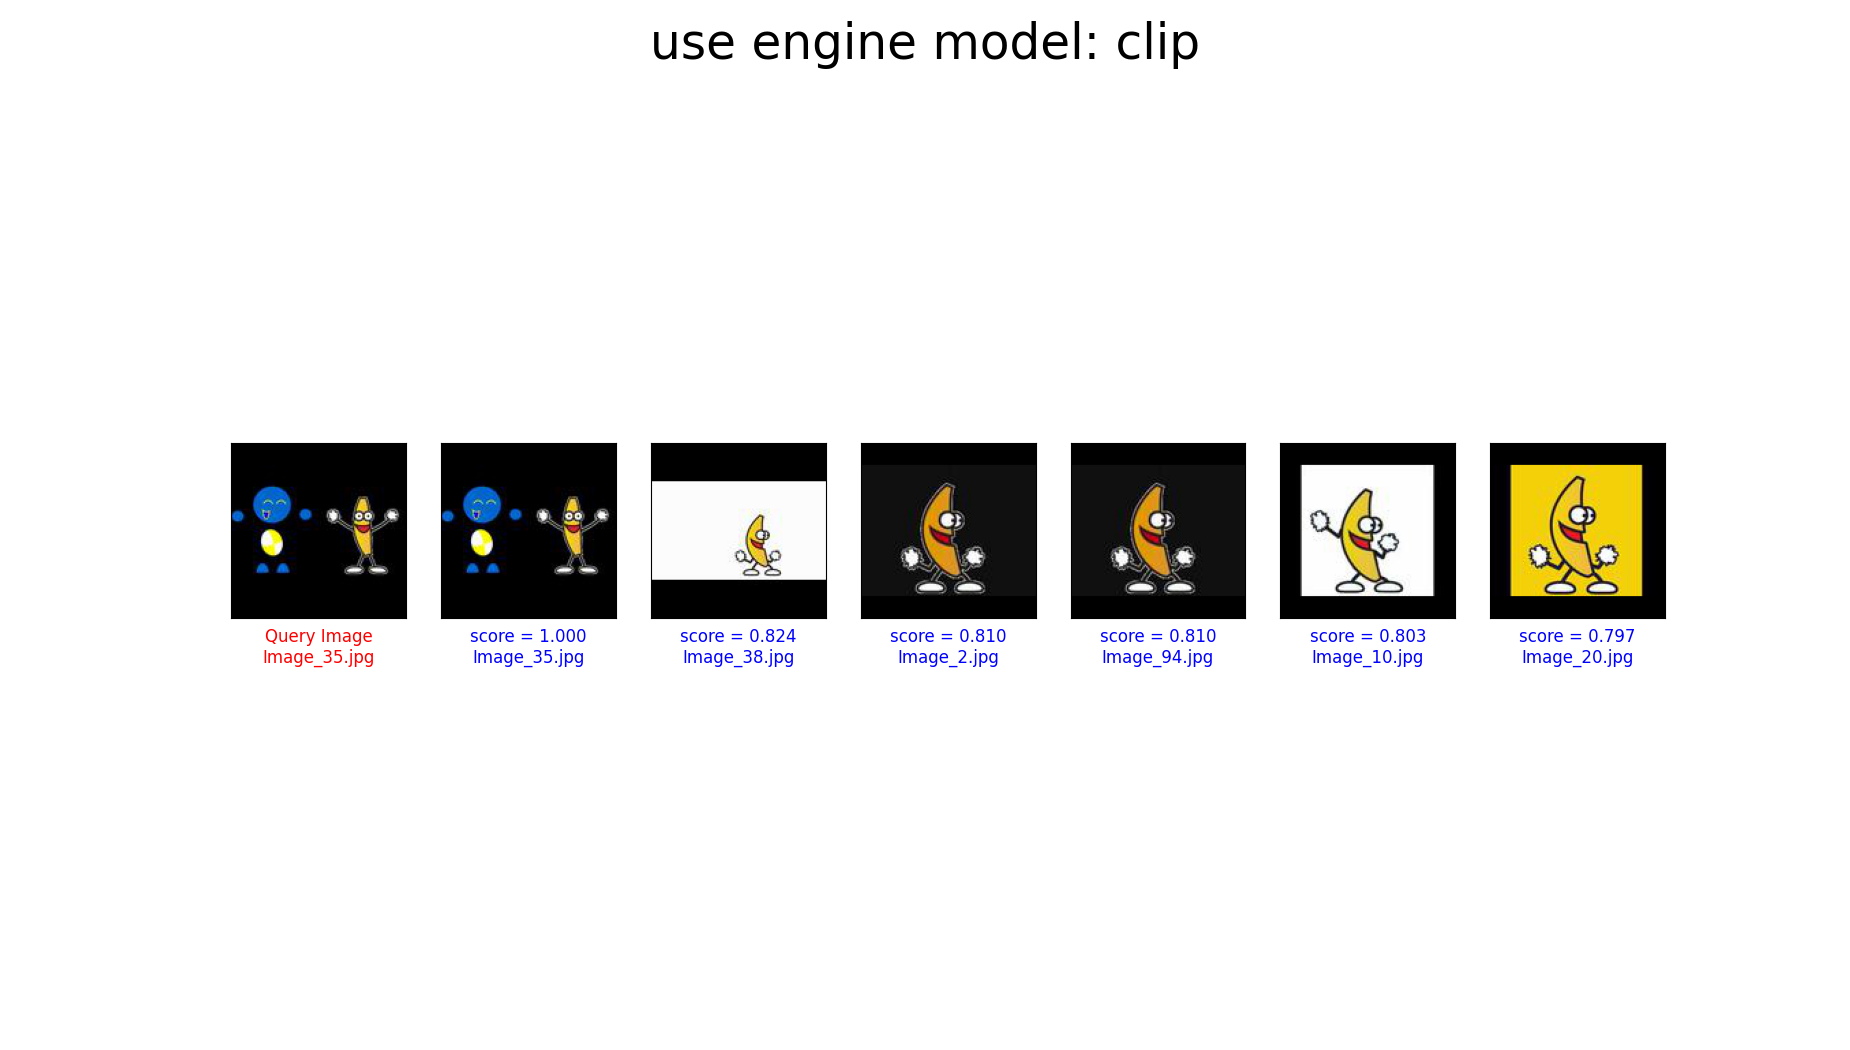 use engine model: clip
Query Image
Image_35.jpg
score = 1.000
Image_35.jpg
score = 0.824
Image_38.jpg
score = 0.810
Image_2.jpg
score = 0.810
Image_94.jpg
score = 0.803
Image_10.jpg
score = 0.797
Image_20.jpg